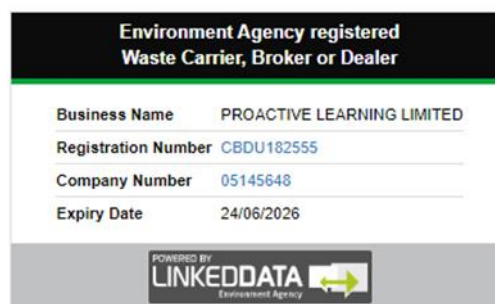 Environment Agency registered
Waste Carrier, Broker or Dealer
Business Name PROACTIVE LEARNING LIMITED
Registration Number CBDU182555
Company Number 05145648
Expiry Date 24/06/2026
POWERED BY
LINKEDDATA
Environment Agency